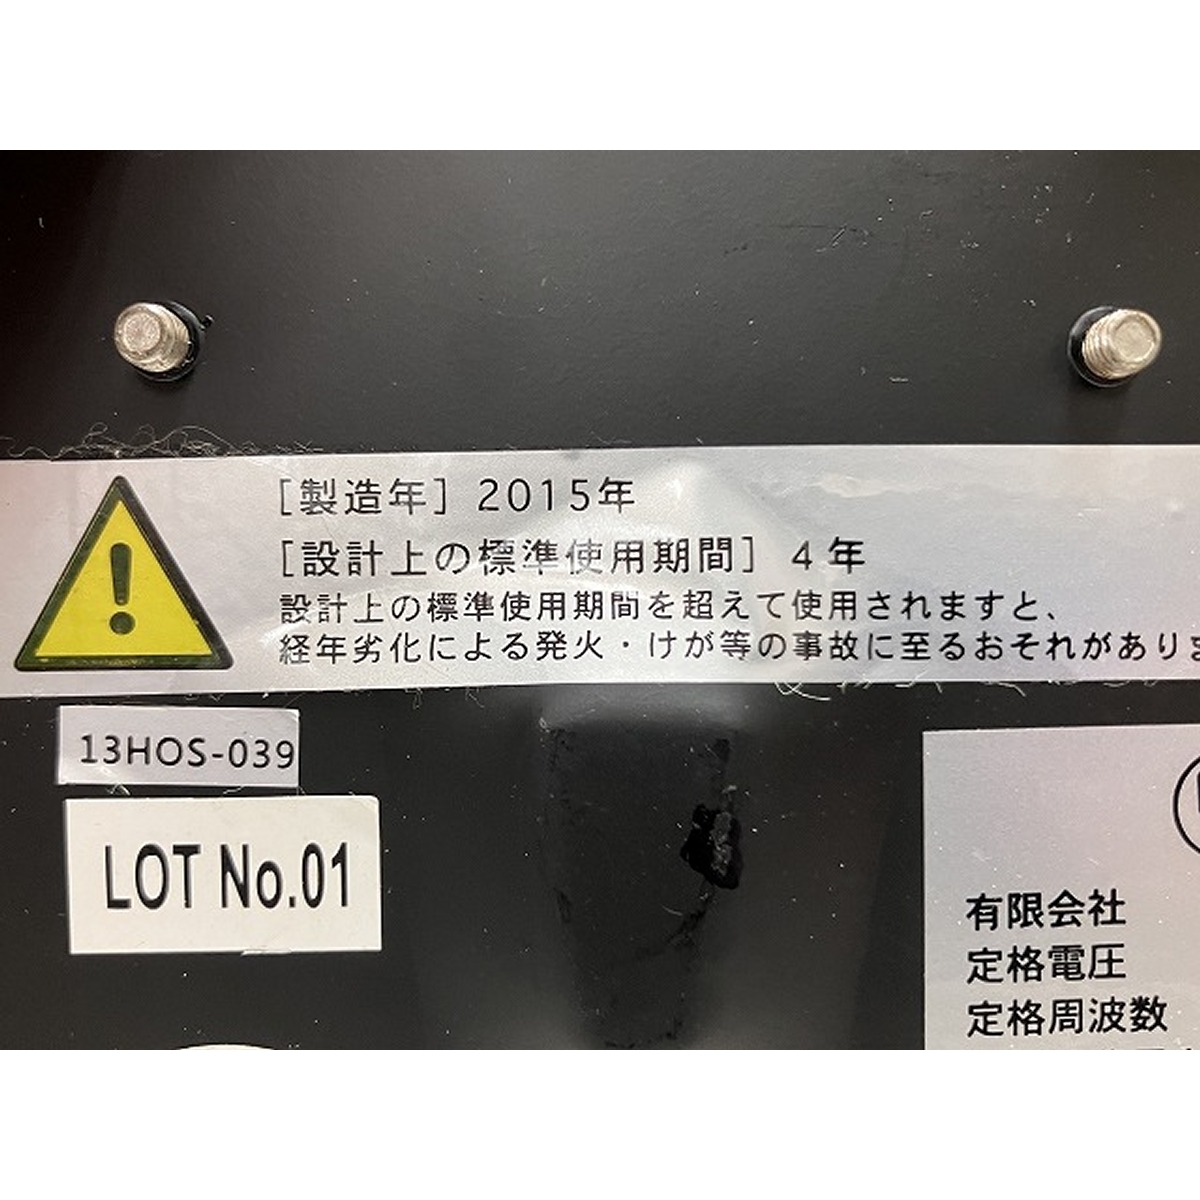 [製造年] 2015年
[設計上の標準使用期間] 4年
設計上の標準使用期間を超えて使用されますと、
経年劣化による発火・けが等の事故に至るおそれがあり
13HOS-039
LOT No.01
有限会社
定格電圧
定格周波数